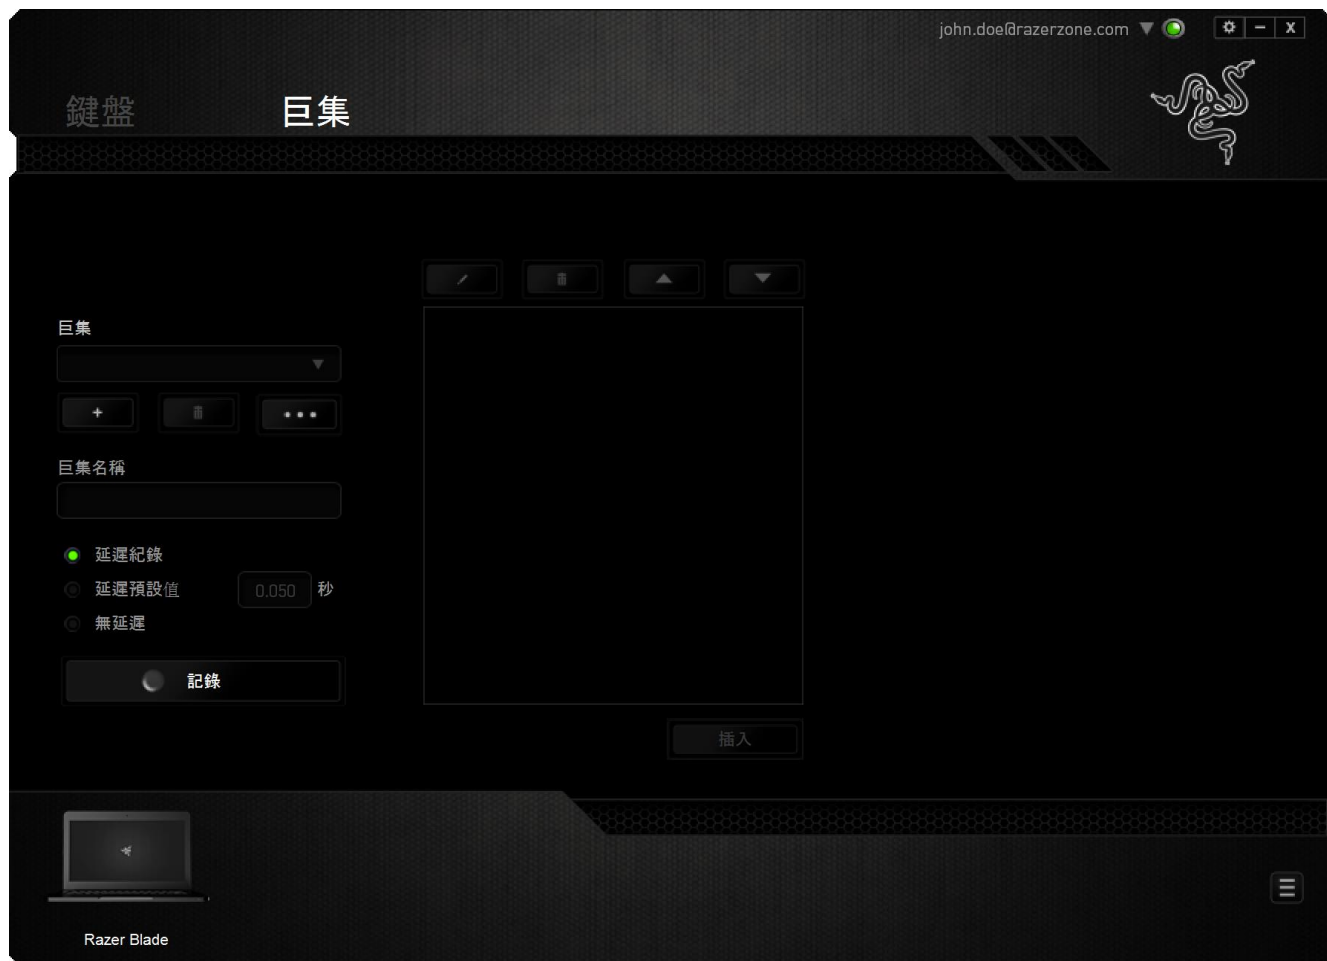 john.doe@razerzone.com
鍵盤
巨集
巨集
巨集名稱
延遲紀錄
延遲預設值
0.050 秒
無延遲
記錄
插入
Razer Blade